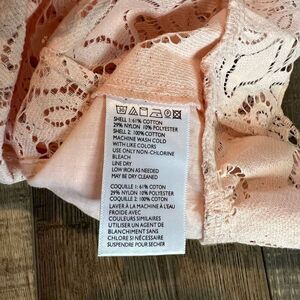 SHELL 1: 61% COTTON
29% NYLON 10% POLYESTER
SHELL 2: 100% COTTON
MACHINE WASH COLD
WITH LIKE COLORS
USE ONLY NON-CHLORINE
BLEACH
LINE DRY
LOW IRON AS NEEDED
MAY BE DRY CLEANED
COQUILLE 1: 61% COTON
29% NYLON 10% POLYESTER
COQUILLE 2: 100% COTON
LAVER À LA MACHINE À L'EAU
FROIDE AVEC
COULEURS SIMILAIRES
UTILISER UN AGENT DE
BLANCHIMENT SANS
CHLORE SI NÉCESSAIRE
SUSPENDRE POUR SÉCHER